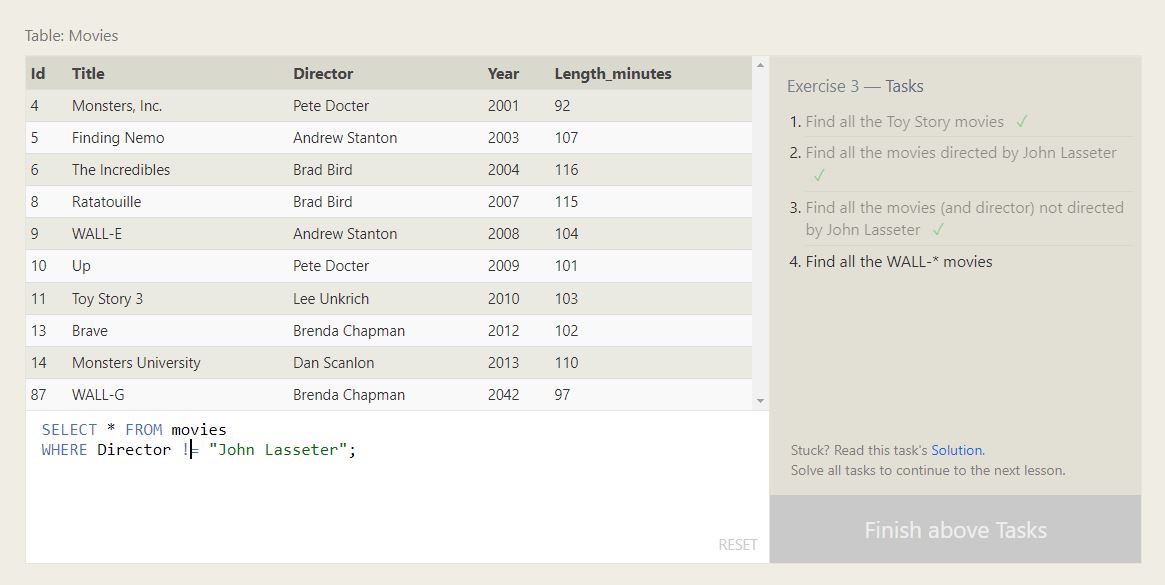 Table: Movies
Id Title Director Year Length_minutes
4 Monsters, Inc. Pete Docter 2001 92
5 Finding Nemo Andrew Stanton 2003 107
6 The Incredibles Brad Bird 2004 116
8 Ratatouille Brad Bird 2007 115
9 WALL-E Andrew Stanton 2008 104
10 Up Pete Docter 2009 101
11 Toy Story 3 Lee Unkrich 2010 103
13 Brave Brenda Chapman 2012 102
14 Monsters University Dan Scanlon 2013 110
87 WALL-G Brenda Chapman 2042 97
SELECT * FROM movies
WHERE Director != "John Lasseter";
RESET
Exercise 3 — Tasks
1. Find all the Toy Story movies ✓
2. Find all the movies directed by John Lasseter
✓
3. Find all the movies (and director) not directed
by John Lasseter ✓
4. Find all the WALL-* movies
Stuck? Read this task's Solution.
Solve all tasks to continue to the next lesson.
Finish above Tasks